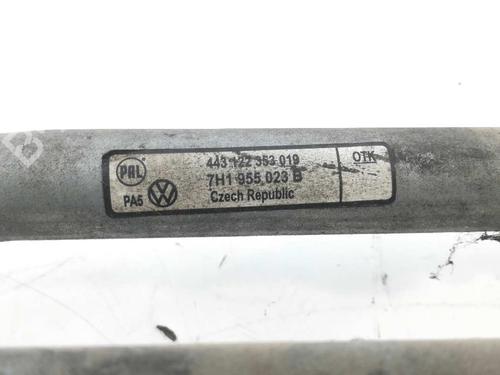 443 122 353 019
OTK
PAL
7H1 955 023 B
PA5
Czech Republic